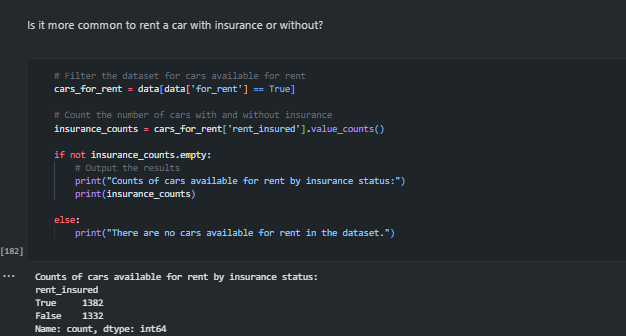 Is it more common to rent a car with insurance or without?
# Filter the dataset for cars available for rent
cars_for_rent = data[data['for_rent'] == True]
# Count the number of cars with and without insurance
insurance_counts = cars_for_rent['rent_insured'].value_counts()
if not insurance_counts.empty:
# Output the results
print("Counts of cars available for rent by insurance status:")
print(insurance_counts)
else:
print("There are no cars available for rent in the dataset.")
[182]
... Counts of cars available for rent by insurance status:
rent_insured
True 1382
False 1332
Name: count, dtype: int64